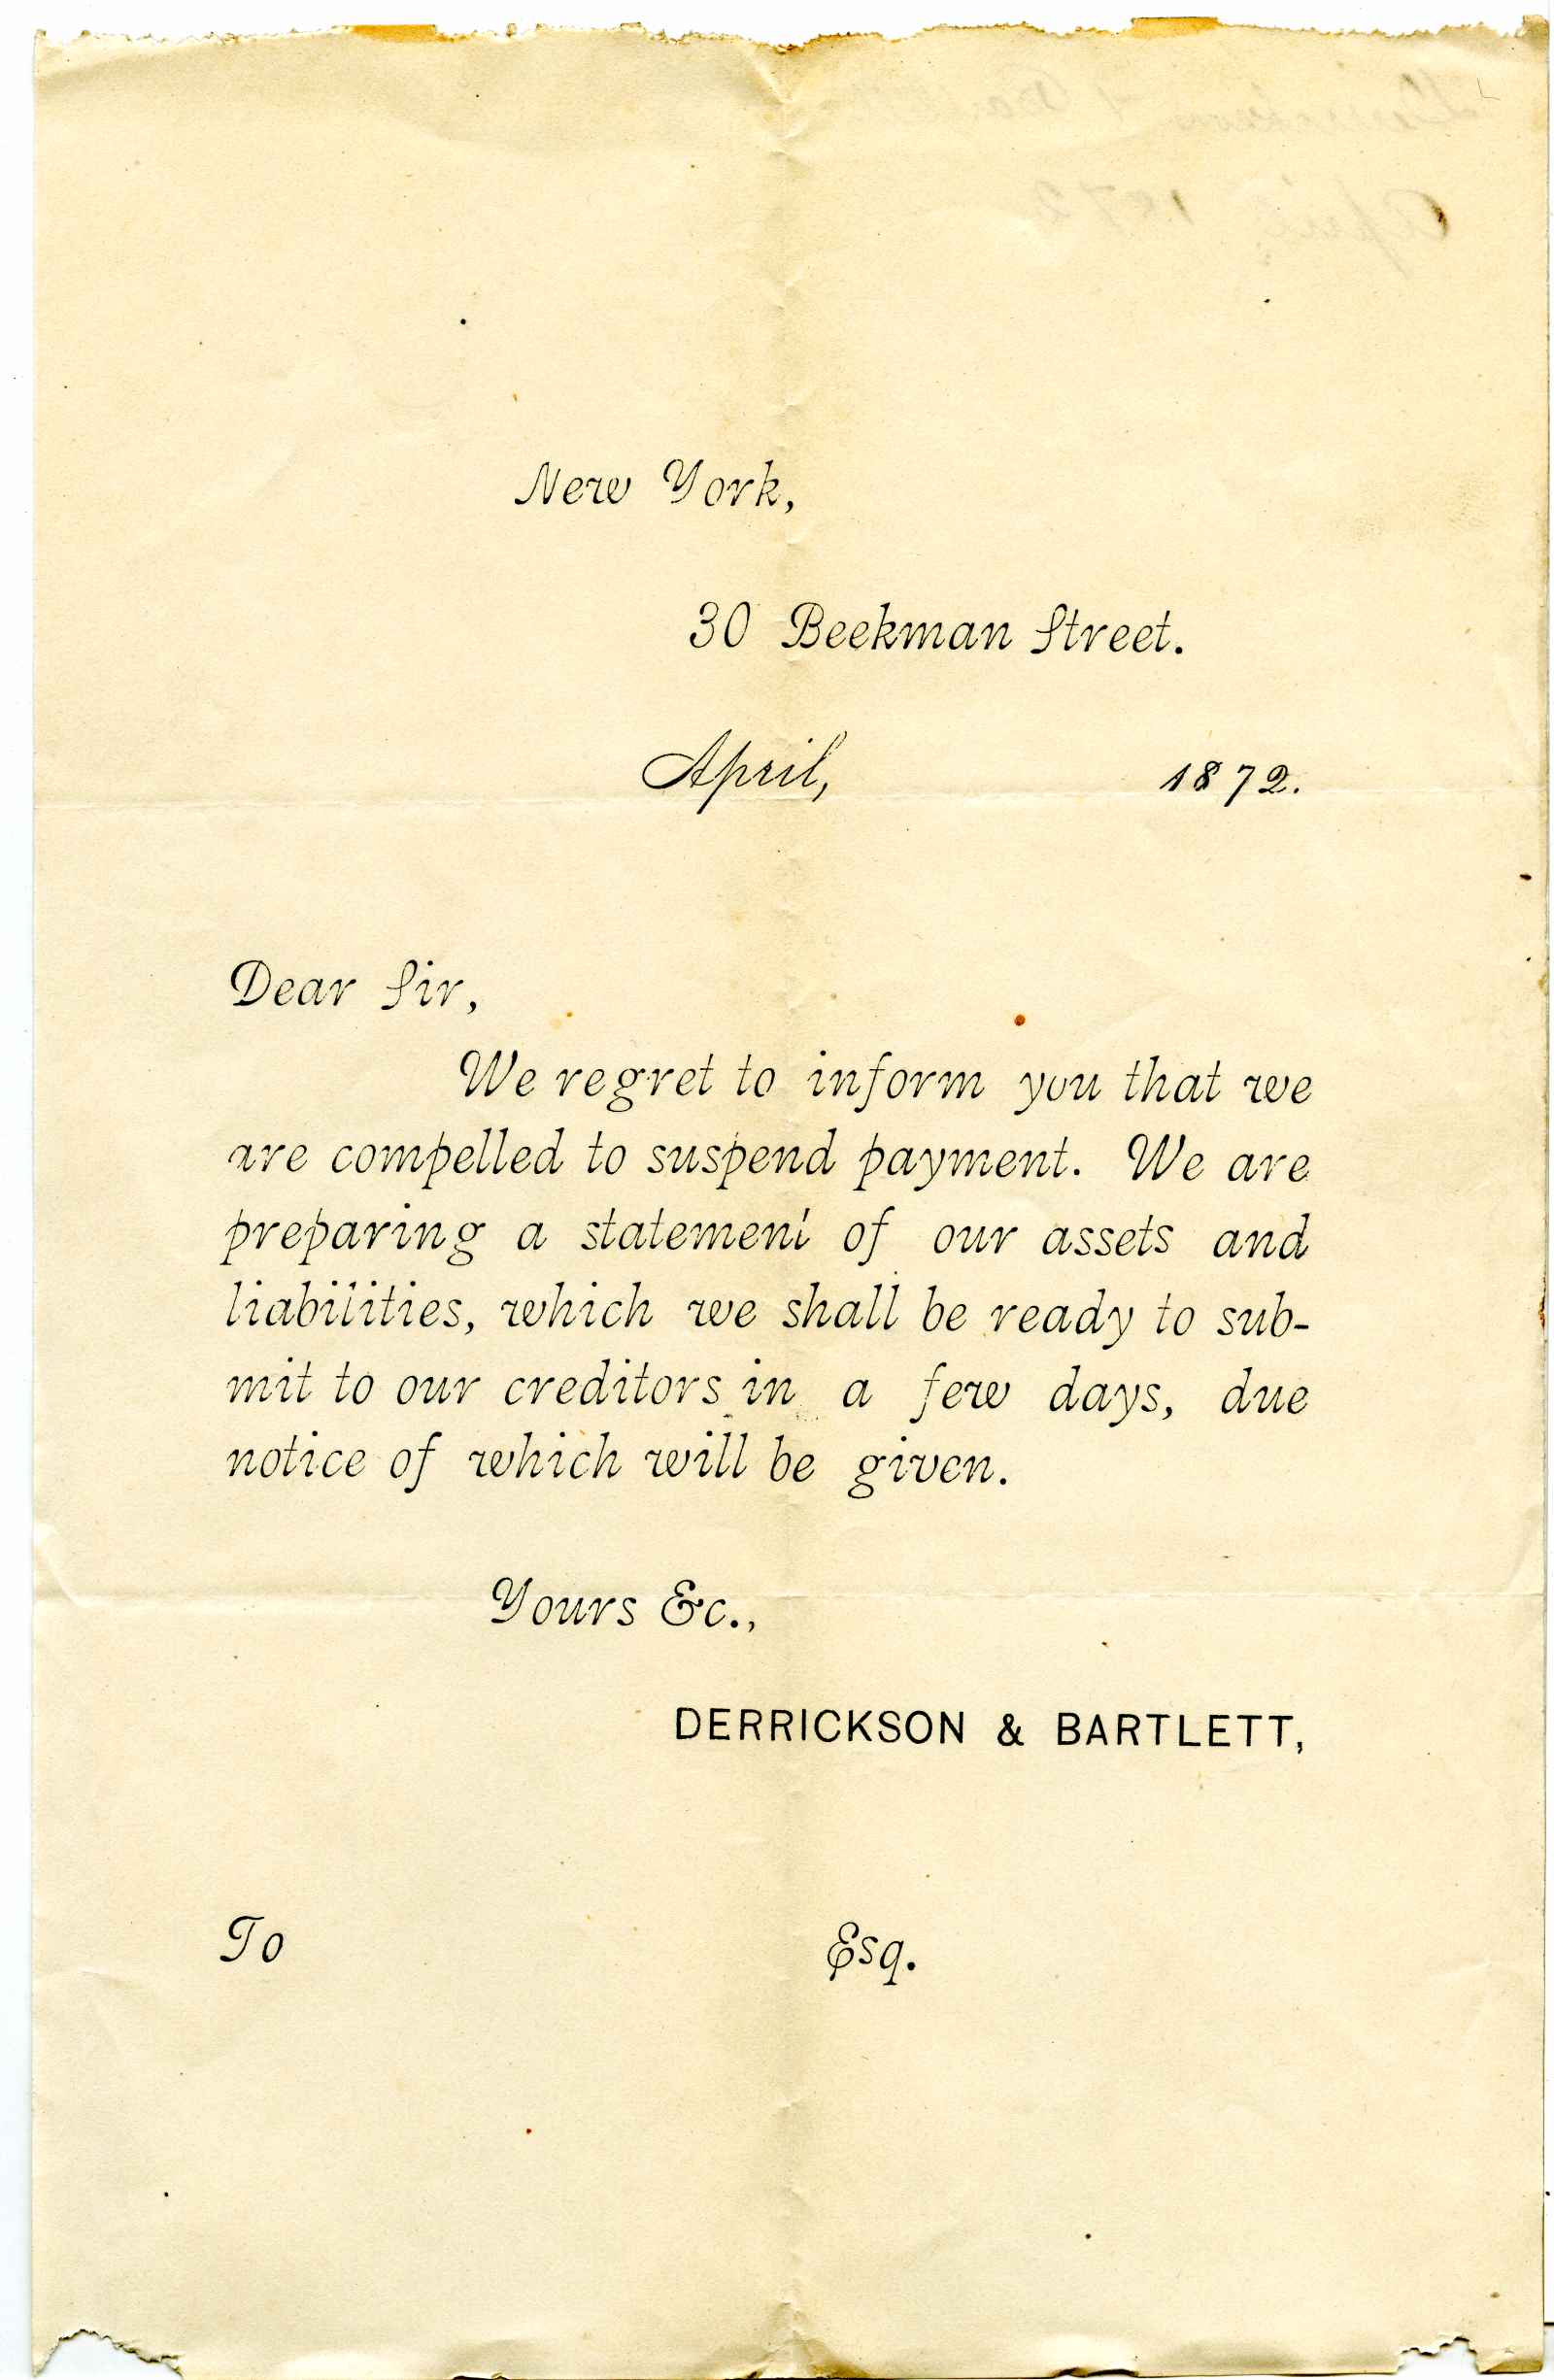 New York,
30 Beekman Street.
April, 1872.
Dear Sir,
We regret to inform you that we
are compelled to suspend payment. We are
preparing a statement of our assets and
liabilities, which we shall be ready to sub-
mit to our creditors in a few days, due
notice of which will be given.
Yours &c.,
DERRICKSON & BARTLETT,
To Esq.